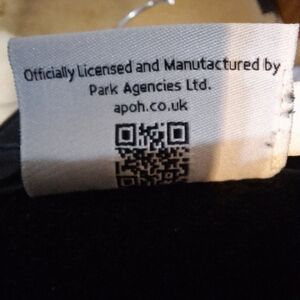 Officially Licensed and Manufactured by
Park Agencies Ltd.
apoh.co.uk